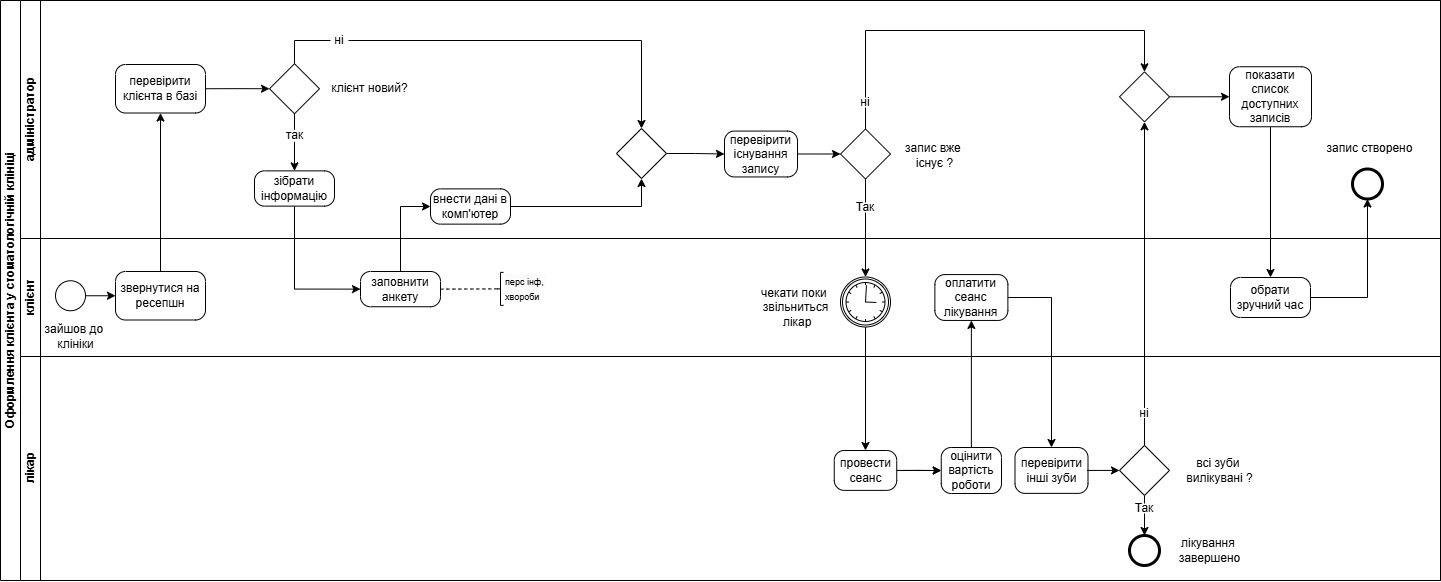 Оформлення клієнта у стоматологічній клініці
адміністратор
перевірити
клієнта в базі
ні
клієнт новий?
так
зібрати
інформацію
внести дані в
комп'ютер
перевірити
існування
запису
ні
запис вже
існує ?
Так
показати
список
доступних
записів
запис створено
клієнт
зайшов до
клініки
звернутися на
ресепшн
заповнити
анкету
перс інф,
хвороби
чекати поки
звільниться
лікар
оплатити
сеанс
лікування
обрати
зручний час
лікар
провести
сеанс
оцінити
вартість
роботи
перевірити
інші зуби
ні
всі зуби
вилікувані ?
Так
лікування
завершено